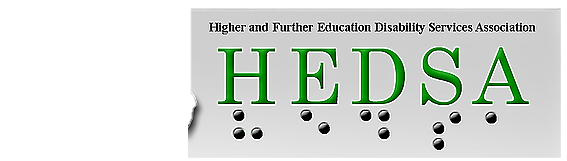 Higher and Further Education Disability Services Association
HEDSA
⠓⠑⠙⠎⠁